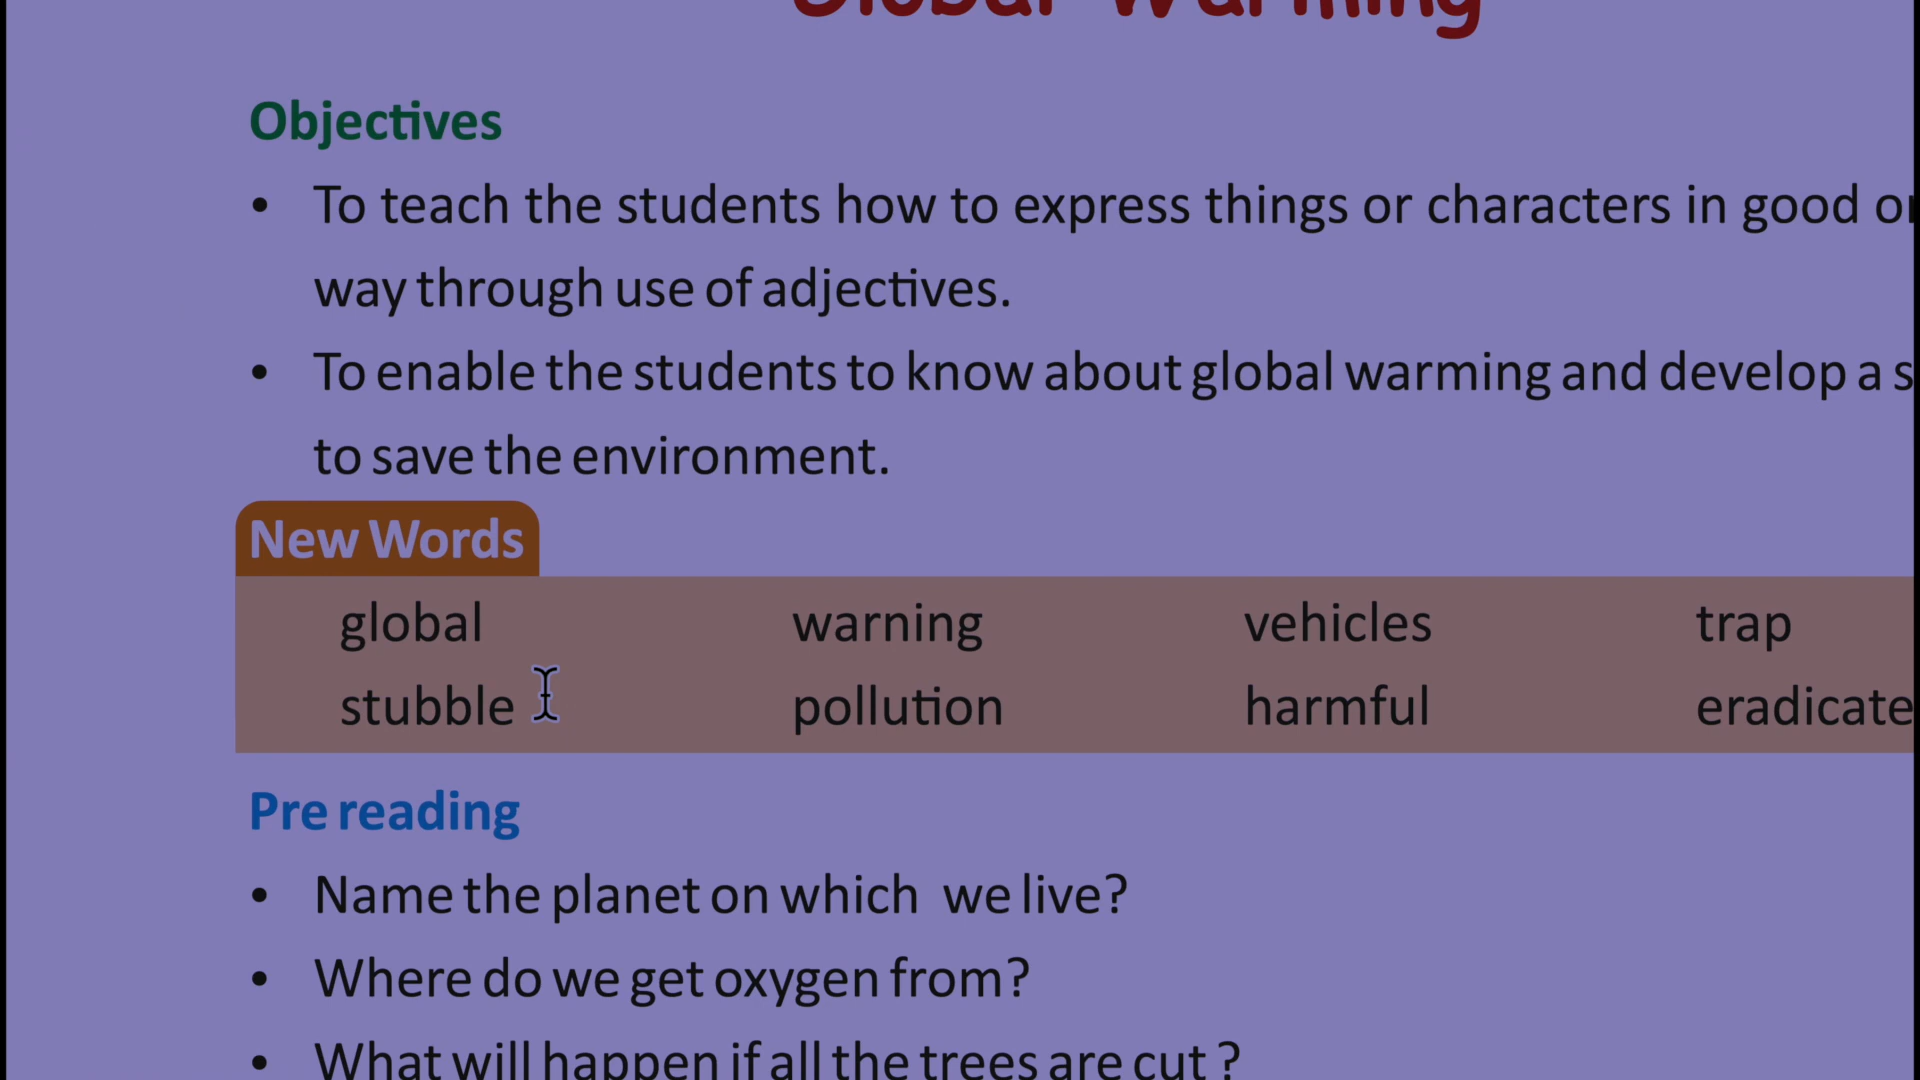 Global Warming
Objectives
• To teach the students how to express things or characters in good or
way through use of adjectives.
• To enable the students to know about global warming and develop a
to save the environment.
New Words
global warning vehicles trap
stubble pollution harmful eradicate
Pre reading
• Name the planet on which we live?
• Where do we get oxygen from?
• What will happen if all the trees are cut ?